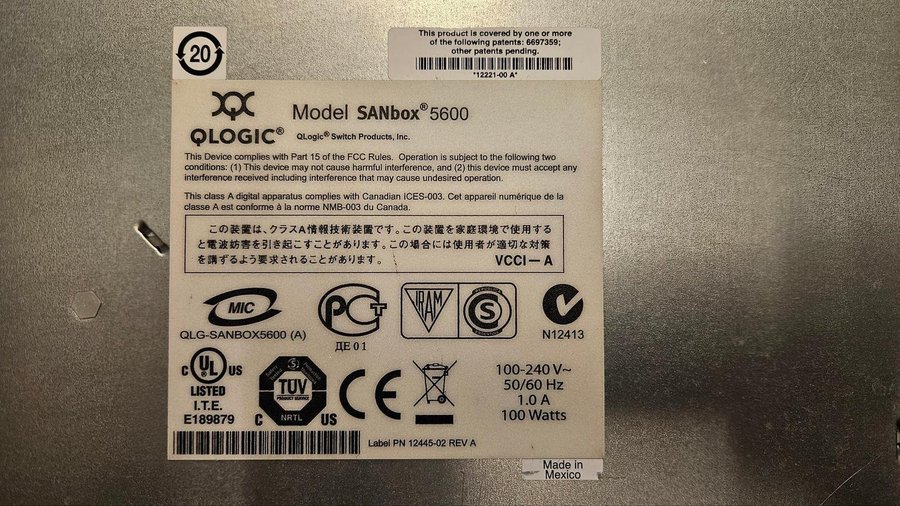 20
This product is covered by one or more
of the following patents: 6697359;
other patents pending.
*12221-00 A*
QLOGIC®
Model SANbox® 5600
QLogic® Switch Products, Inc.
This Device complies with Part 15 of the FCC Rules. Operation is subject to the following two
conditions: (1) This device may not cause harmful interference, and (2) this device must accept any
interference received including interference that may cause undesired operation.
This class A digital apparatus complies with Canadian ICES-003. Cet appareil numérique de la
classe A est conforme à la norme NMB-003 du Canada.
この装置は、クラスA情報技術装置です。この装置を家庭環境で使用する
と電波妨害を引き起こすことがあります。この場合には使用者が適切な対策
を講ずるよう要求されることがあります。 VCCI-A
MIC
QLG-SANBOX5600 (A)
PCT
ДЕ 01
IRAM
S
N12413
C UL US
LISTED
I.T.E.
E189879
TÜV
PRODUCT SERVICE
NRTL
C US
CE
100-240 V~
50/60 Hz
1.0 A
100 Watts
Label PN 12445-02 REV A
Made in
Mexico